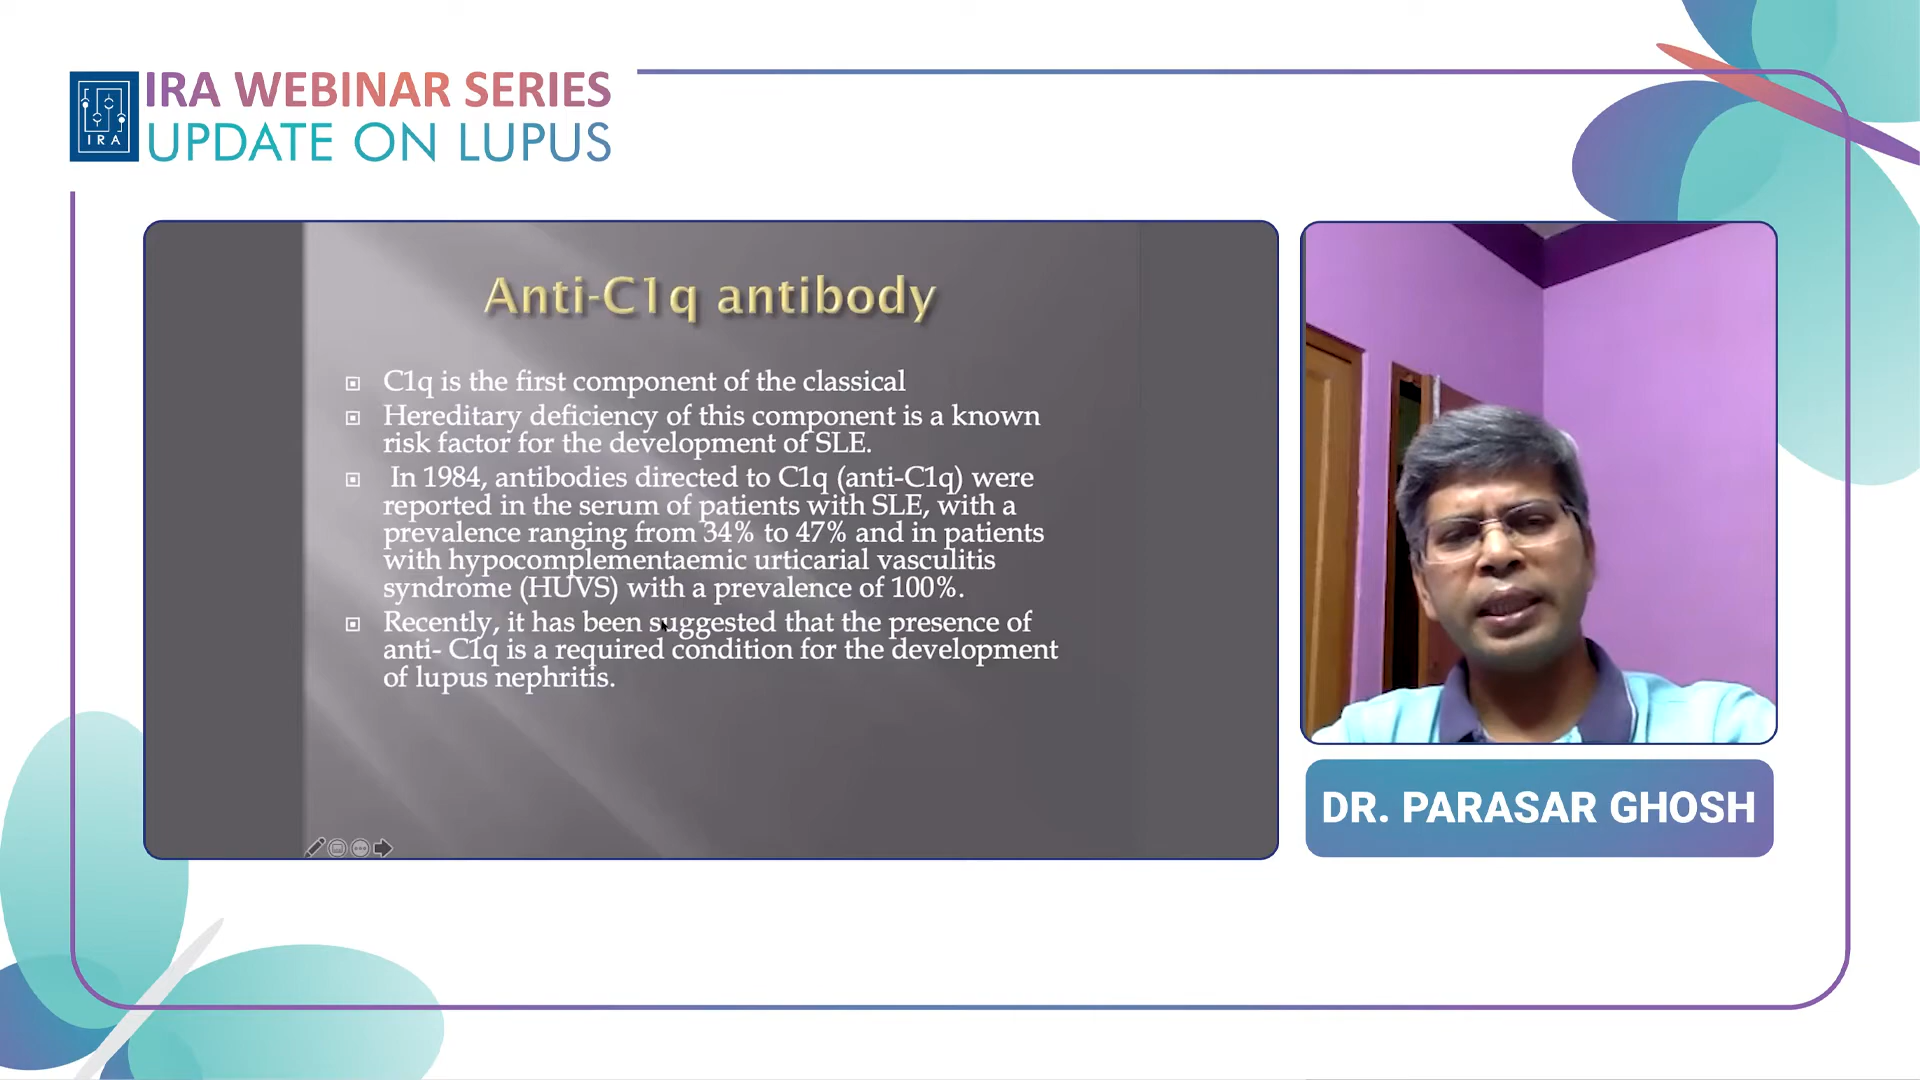 IRA WEBINAR SERIES
UPDATE ON LUPUS
IRA
Anti-C1q antibody
C1q is the first component of the classical
Hereditary deficiency of this component is a known
risk factor for the development of SLE.
In 1984, antibodies directed to C1q (anti-C1q) were
reported in the serum of patients with SLE, with a
prevalence ranging from 34% to 47% and in patients
with hypocomplementaemic urticarial vasculitis
syndrome (HUVS) with a prevalence of 100%.
Recently, it has been suggested that the presence of
anti- C1q is a required condition for the development
of lupus nephritis.
DR. PARASAR GHOSH